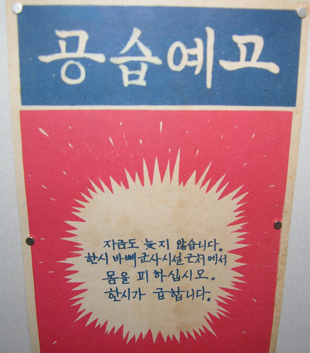 공습예고
지금도 늦지 않습니다.
한시 바삐 군사시설 근처에서
몸을 피하십시오.
한시가 급합니다.